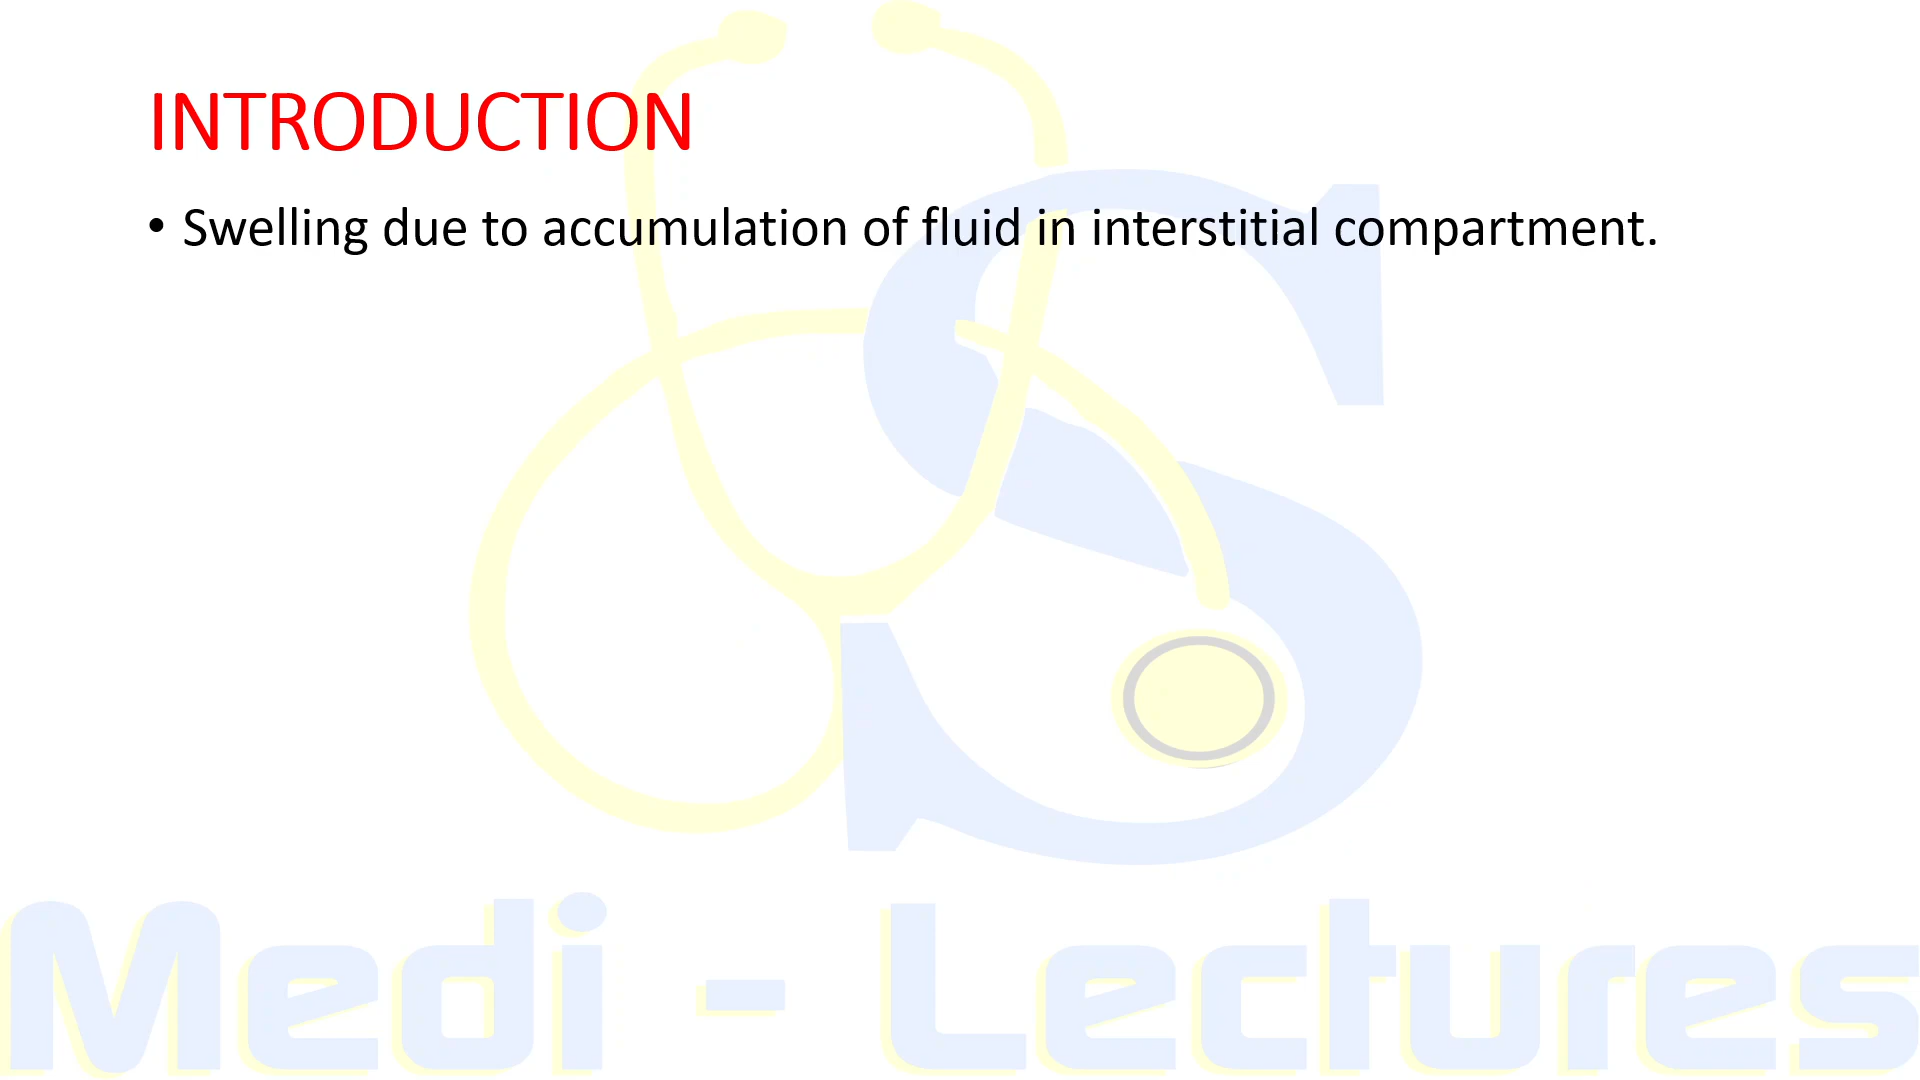 INTRODUCTION
• Swelling due to accumulation of fluid in interstitial compartment.
S
Medi - Lectures